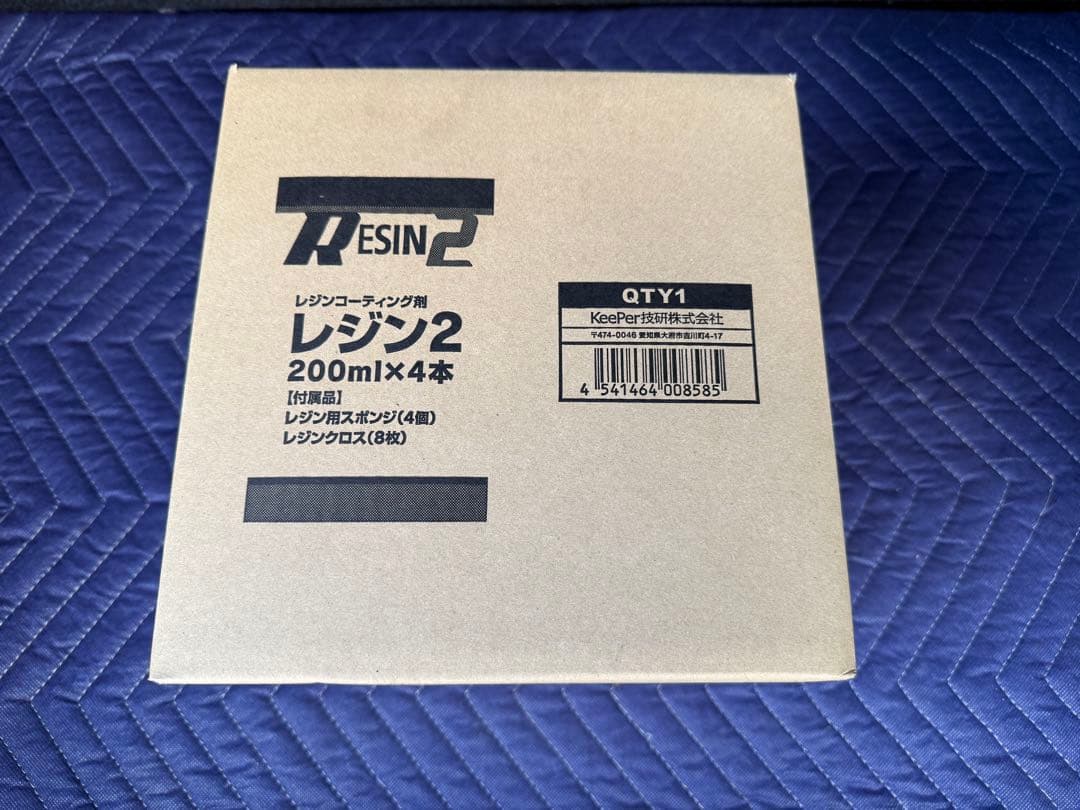 RESIN2
レジンコーティング剤
レジン2
200ml×4本
【付属品】
レジン用スポンジ(4個)
レジンクロス(8枚)
QTY1
KeePer技研株式会社
〒474-0046 愛知県大府市吉川町4-17
4 541464 008585